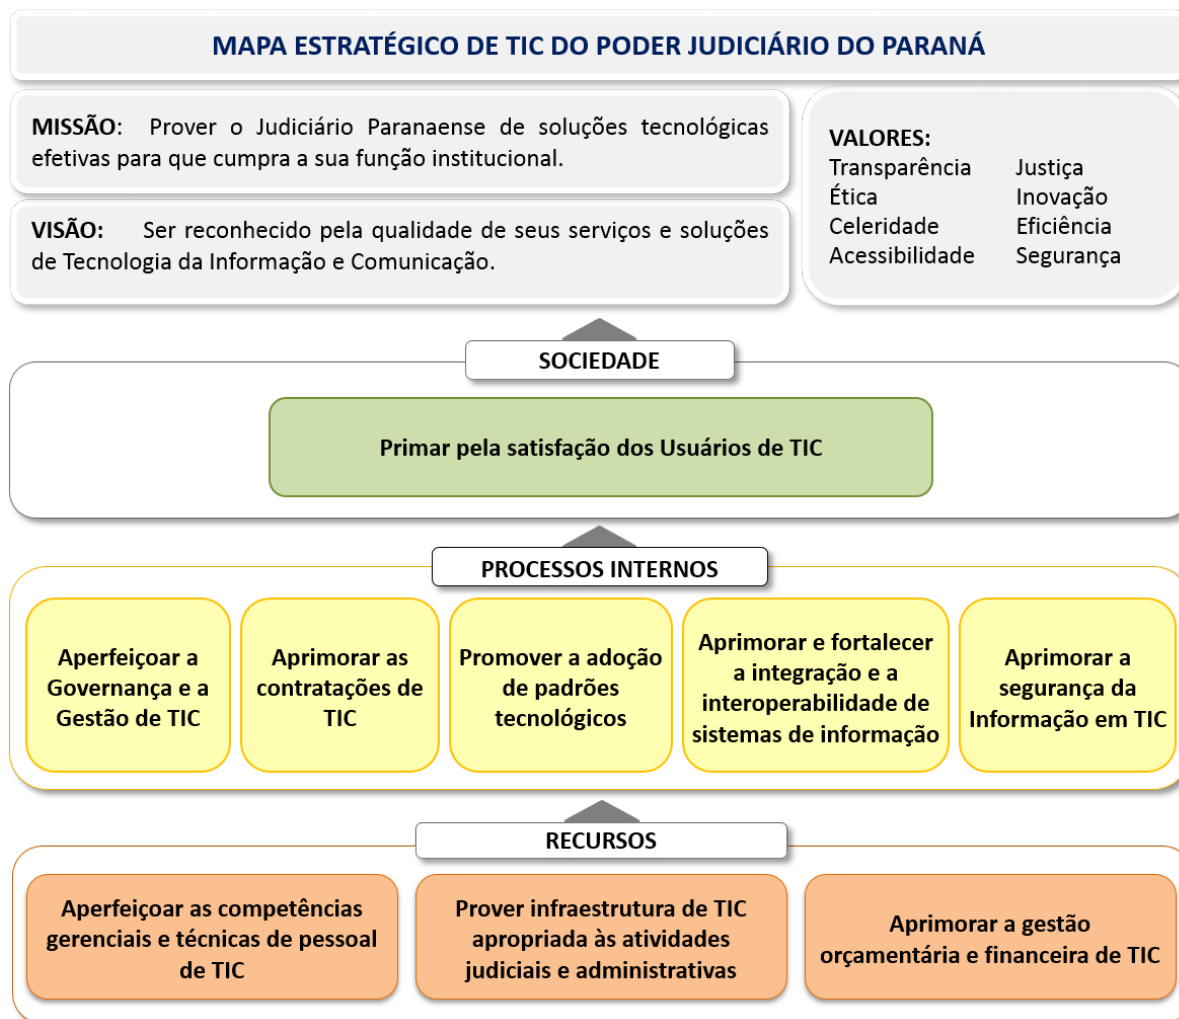 MAPA ESTRATÉGICO DE TIC DO PODER JUDICIÁRIO DO PARANÁ
MISSÃO: Prover o Judiciário Paranaense de soluções tecnológicas
efetivas para que cumpra a sua função institucional.
VISÃO: Ser reconhecido pela qualidade de seus serviços e soluções
de Tecnologia da Informação e Comunicação.
VALORES:
Transparência Justiça
Ética Inovação
Celeridade Eficiência
Acessibilidade Segurança
SOCIEDADE
Primar pela satisfação dos Usuários de TIC
PROCESSOS INTERNOS
Aperfeiçoar a
Governança e a
Gestão de TIC
Aprimorar as
contratações de
TIC
Promover a adoção
de padrões
tecnológicos
Aprimorar e fortalecer
a integração e a
interoperabilidade de
sistemas de informação
Aprimorar a
segurança da
Informação em TIC
RECURSOS
Aperfeiçoar as competências
gerenciais e técnicas de pessoal
de TIC
Prover infraestrutura de TIC
apropriada às atividades
judiciais e administrativas
Aprimorar a gestão
orçamentária e financeira de TIC